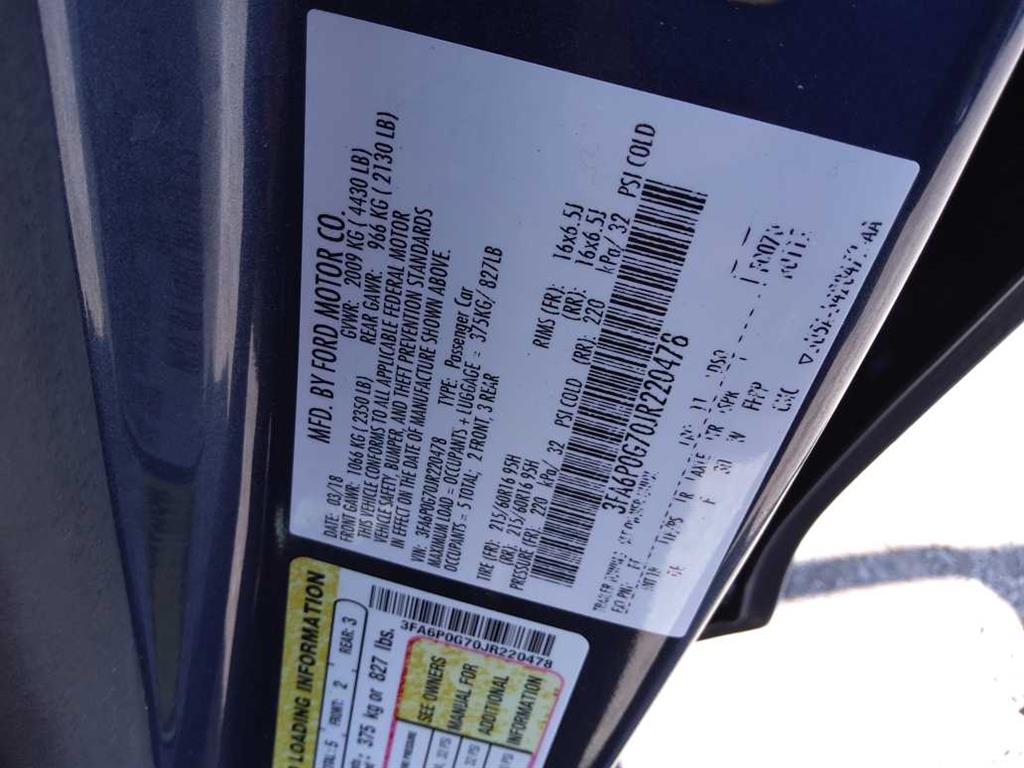 MFD. BY FORD MOTOR CO.
DATE: 03/18 GVWR: 2009 KG ( 4430 LB)
FRONT GAWR: 1066 KG ( 2350 LB) REAR GAWR: 966 KG ( 2130 LB)
THIS VEHICLE CONFORMS TO ALL APPLICABLE FEDERAL MOTOR
VEHICLE SAFETY, BUMPER, AND THEFT PREVENTION STANDARDS
IN EFFECT ON THE DATE OF MANUFACTURE SHOWN ABOVE.
VIN: 3FA6P0G70JR220478 TYPE: Passenger Car
MAXIMUM LOAD = OCCUPANTS + LUGGAGE = 375KG/ 827LB
OCCUPANTS = 5 TOTAL; 2 FRONT, 3 REAR
TIRE (FR): 215/60R16 95H RIMS (FR): 16x6.5J
(RR): 215/60R16 95H (RR): 16x6.5J
PRESSURE FR: 220 kPa/ 32 PSI COLD (RR): 220 kPa/ 32 PSI COLD
3FA6P0G70JR220478
LOADING INFORMATION
5 FRONT: 2 REAR: 3
375 kg or 827 lbs.
3FA6P0G70JR220478
SEE OWNERS
MANUAL FOR
ADDITIONAL
INFORMATION